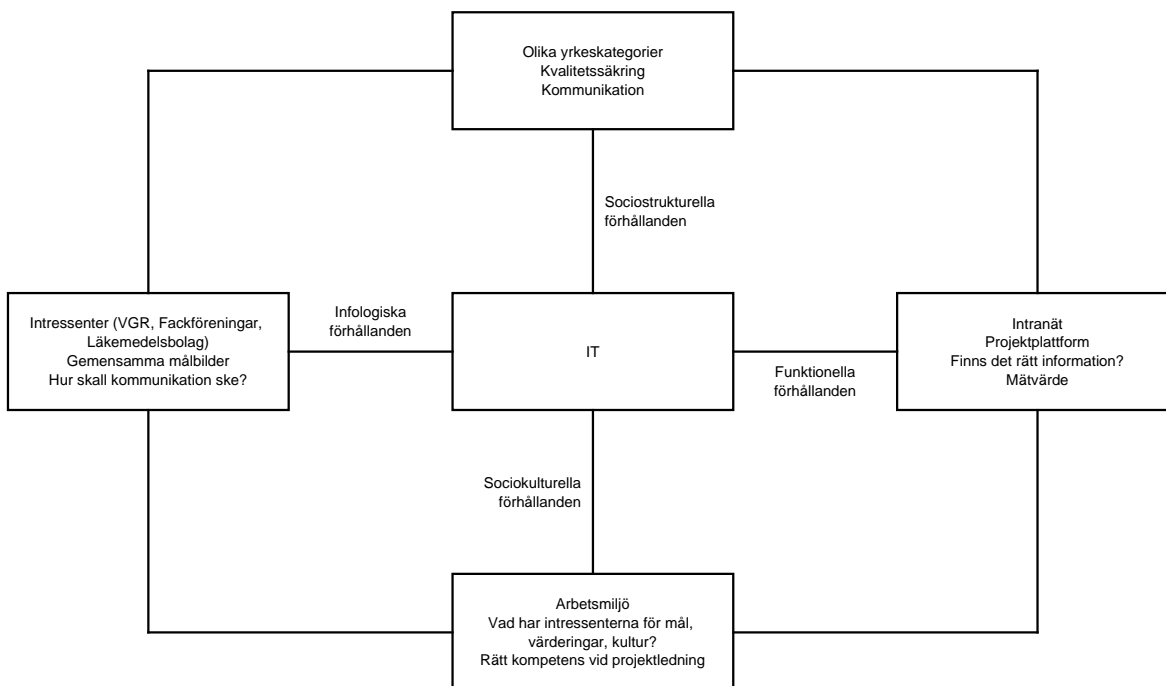 Olika yrkeskategorier
Kvalitetssäkring
Kommunikation
Sociostrukturella
förhållanden
Intressenter (VGR, Fackföreningar,
Läkemedelsbolag)
Gemensamma målbilder
Hur skall kommunikation ske?
Infologiska
förhållanden
IT
Funktionella
förhållanden
Intranät
Projektplattform
Finns det rätt information?
Mätvärde
Sociokulturella
förhållanden
Arbetsmiljö
Vad har intressenterna för mål,
värderingar, kultur?
Rätt kompetens vid projektledning